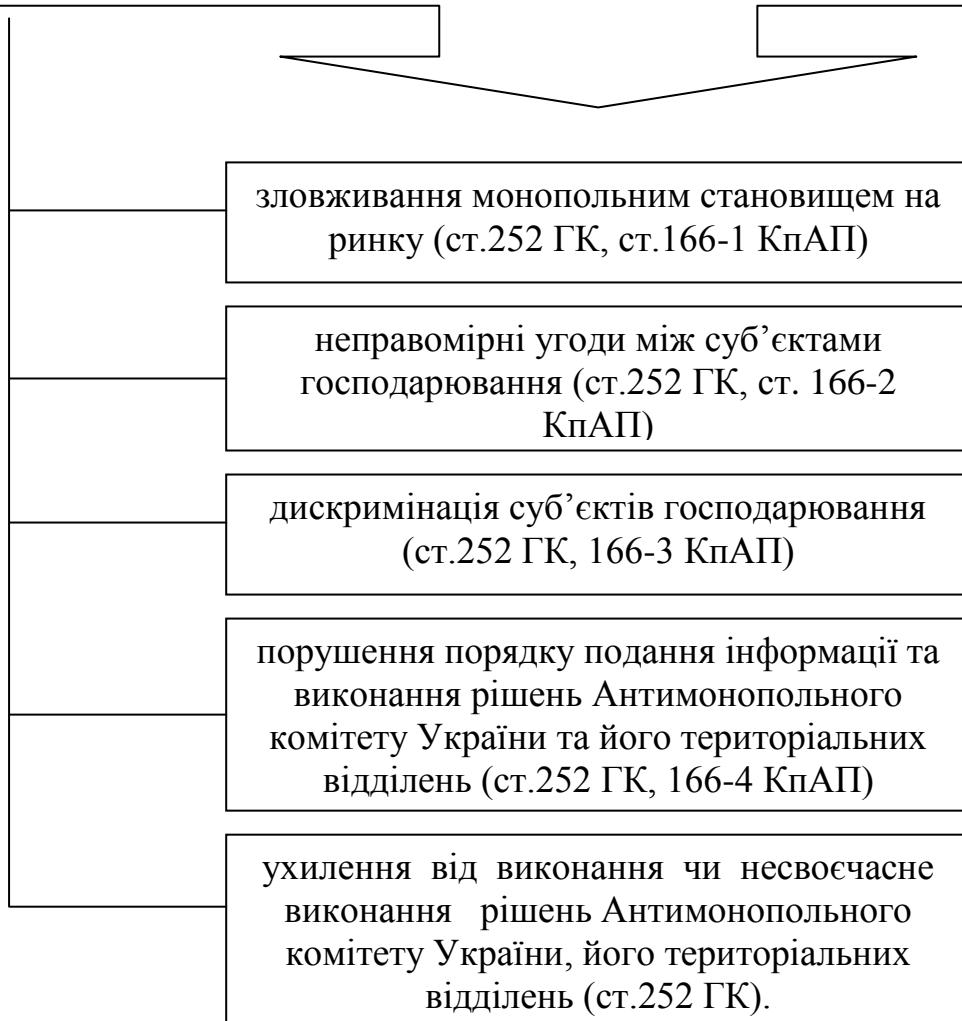 зловживання монопольним становищем на
ринку (ст.252 ГК, ст.166-1 КпАП)
неправомірні угоди між суб’єктами
господарювання (ст.252 ГК, ст. 166-2
КпАП)
дискримінація суб’єктів господарювання
(ст.252 ГК, 166-3 КпАП)
порушення порядку подання інформації та
виконання рішень Антимонопольного
комітету України та його територіальних
відділень (ст.252 ГК, 166-4 КпАП)
ухилення від виконання чи несвоєчасне
виконання рішень Антимонопольного
комітету України, його територіальних
відділень (ст.252 ГК).